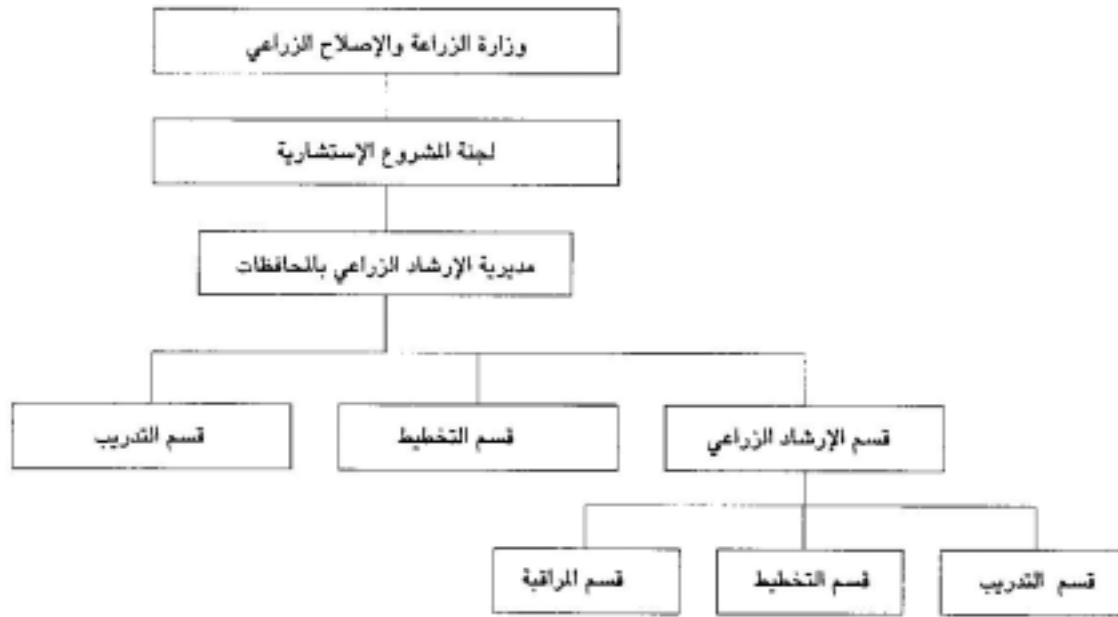 وزارة الزراعة والإصلاح الزراعي
لجنة المشروع الإستشارية
مديرية الإرشاد الزراعي بالمحافظات
قسم الإرشاد الزراعي
قسم التخطيط
قسم التدريب
قسم التدريب
قسم التخطيط
قسم المراقبة